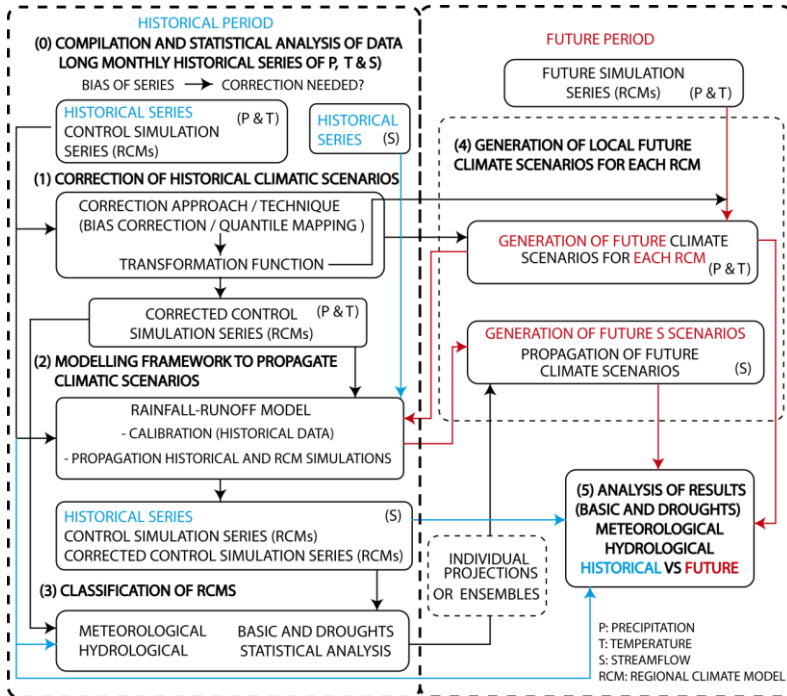 HISTORICAL PERIOD
(0) COMPILATION AND STATISTICAL ANALYSIS OF DATA
LONG MONTHLY HISTORICAL SERIES OF P, T & S)
BIAS OF SERIES → CORRECTION NEEDED?
HISTORICAL SERIES (P & T)
CONTROL SIMULATION
SERIES (RCMs)
HISTORICAL
SERIES (S)
(1) CORRECTION OF HISTORICAL CLIMATIC SCENARIOS
CORRECTION APPROACH / TECHNIQUE
(BIAS CORRECTION / QUANTILE MAPPING )
TRANSFORMATION FUNCTION
CORRECTED CONTROL (P & T)
SIMULATION SERIES (RCMs)
(2) MODELLING FRAMEWORK TO PROPAGATE
CLIMATIC SCENARIOS
RAINFALL-RUNOFF MODEL
- CALIBRATION (HISTORICAL DATA)
- PROPAGATION HISTORICAL AND RCM SIMULATIONS
HISTORICAL SERIES (S)
CONTROL SIMULATION SERIES (RCMs)
CORRECTED CONTROL SIMULATION SERIES (RCMs)
(3) CLASSIFICATION OF RCMS
METEOROLOGICAL BASIC AND DROUGHTS
HYDROLOGICAL STATISTICAL ANALYSIS
FUTURE PERIOD
FUTURE SIMULATION
SERIES (RCMs) (P & T)
(4) GENERATION OF LOCAL FUTURE
CLIMATE SCENARIOS FOR EACH RCM
GENERATION OF FUTURE CLIMATE
SCENARIOS FOR EACH RCM
(P & T)
GENERATION OF FUTURE S SCENARIOS
PROPAGATION OF FUTURE
CLIMATE SCENARIOS (S)
INDIVIDUAL
PROJECTIONS
OR ENSEMBLES
(5) ANALYSIS OF RESULTS
(BASIC AND DROUGHTS)
METEOROLOGICAL
HYDROLOGICAL
HISTORICAL VS FUTURE
P: PRECIPITATION
T: TEMPERATURE
S: STREAMFLOW
RCM: REGIONAL CLIMATE MODEL